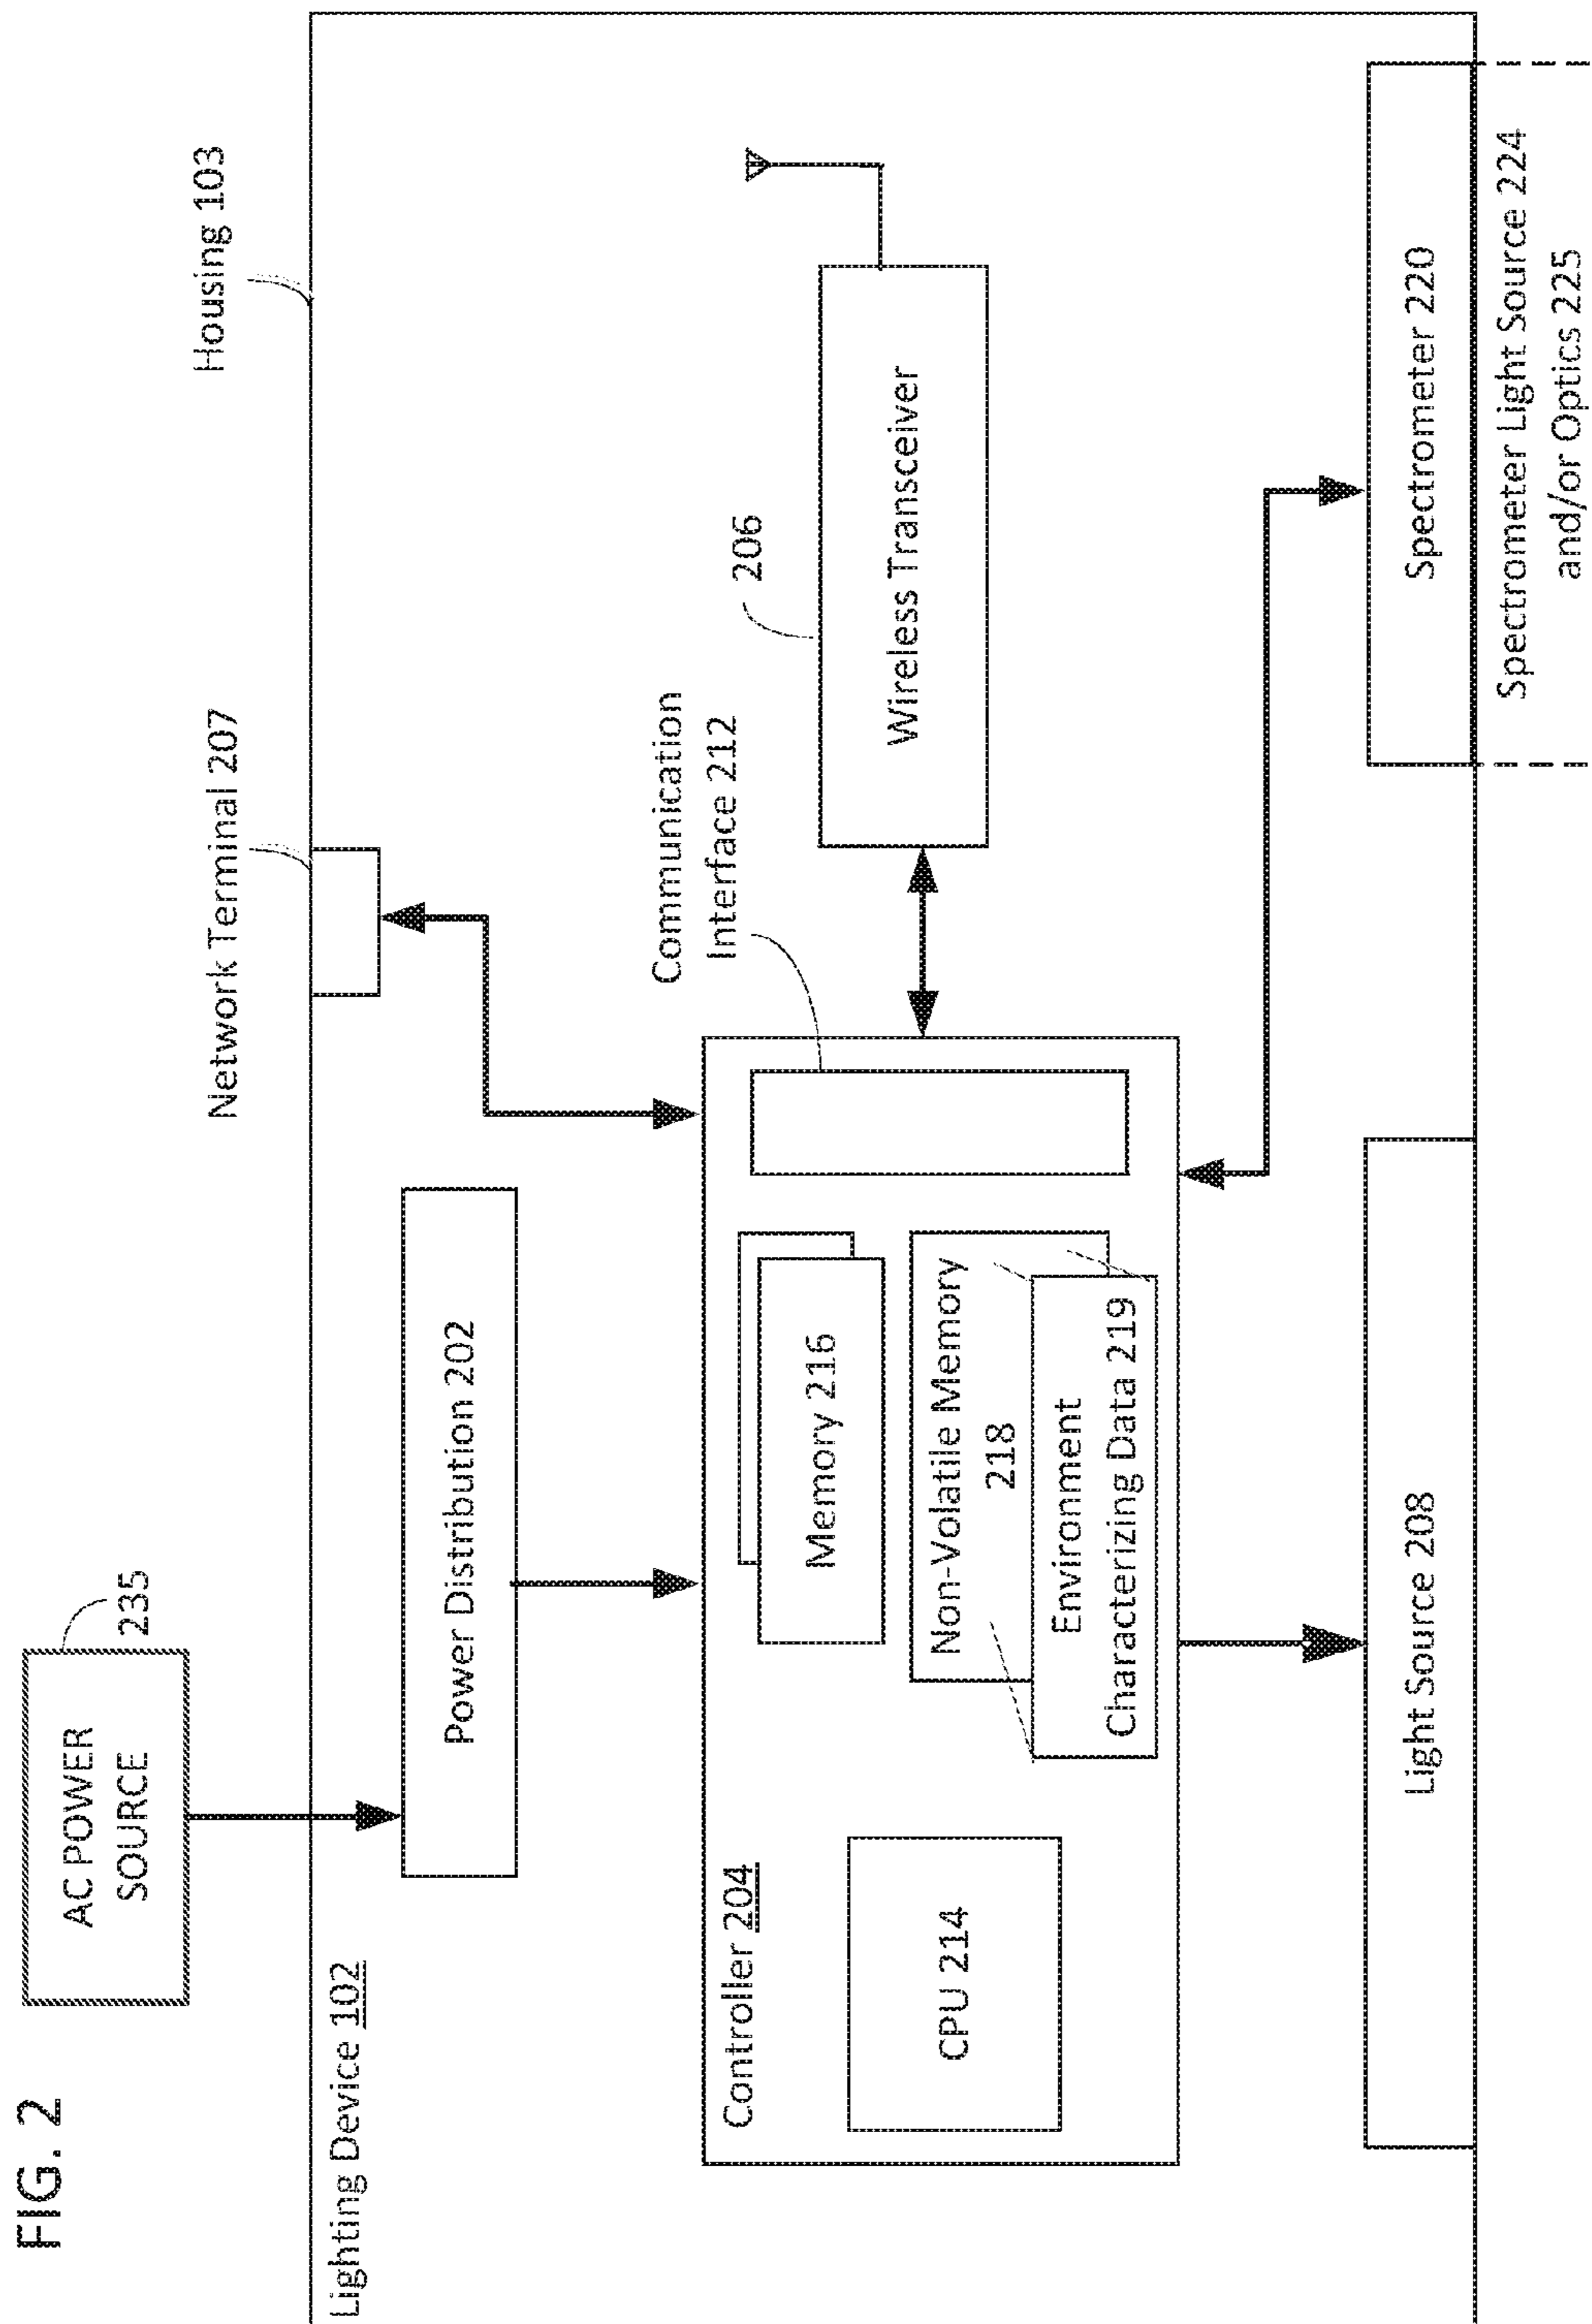 FIG. 2
AC POWER
SOURCE
235
Lighting Device 102
Network Terminal 207
Housing 103
Power Distribution 202
Controller 204
CPU 214
Memory 216
Non-Volatile Memory
218
Environment
Characterizing Data 219
Communication
Interface 212
206
Wireless Transceiver
Light Source 208
Spectrometer 220
Spectrometer Light Source 224
and/or Optics 225